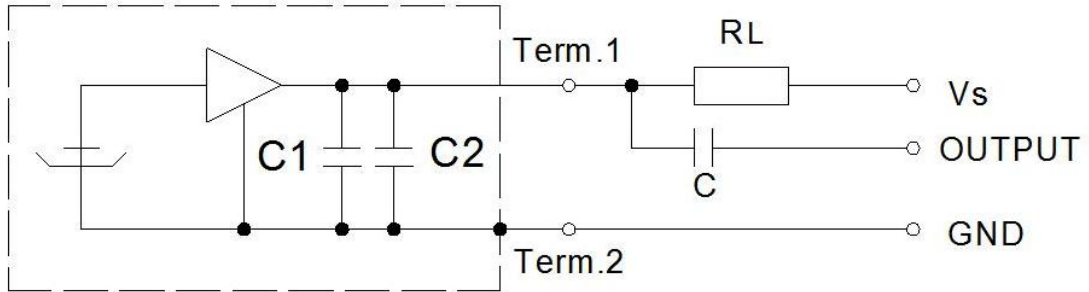 Term.1
RL
Vs
C1
C2
OUTPUT
C
GND
Term.2